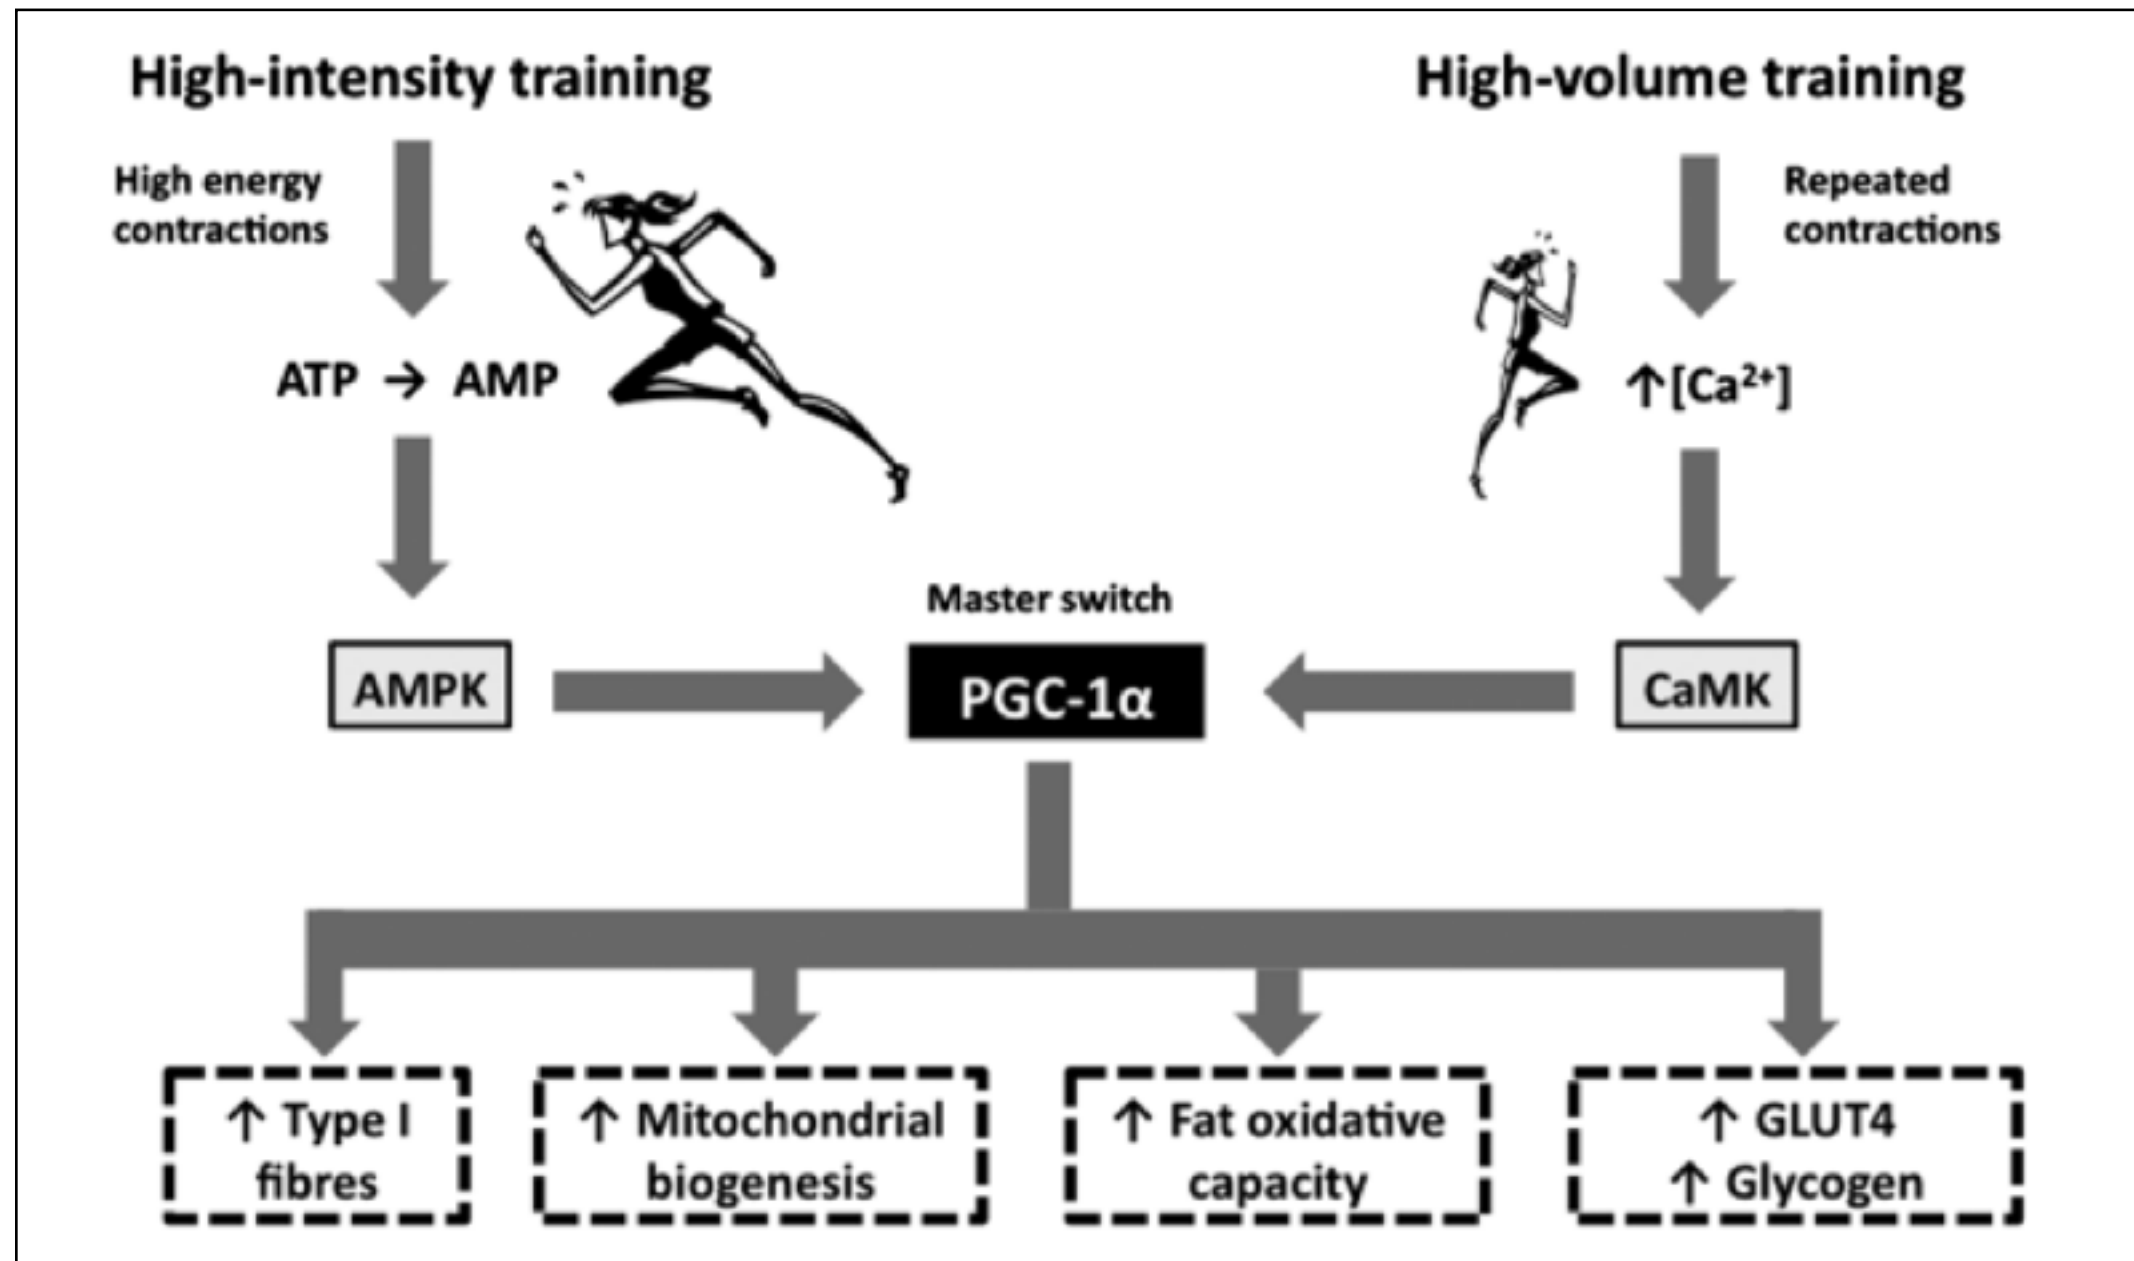 High-intensity training
High-volume training
High energy
contractions
Repeated
contractions
ATP → AMP
↑[Ca²⁺]
Master switch
AMPK
PGC-1α
CaMK
↑ Type I
fibres
↑ Mitochondrial
biogenesis
↑ Fat oxidative
capacity
↑ GLUT4
↑ Glycogen